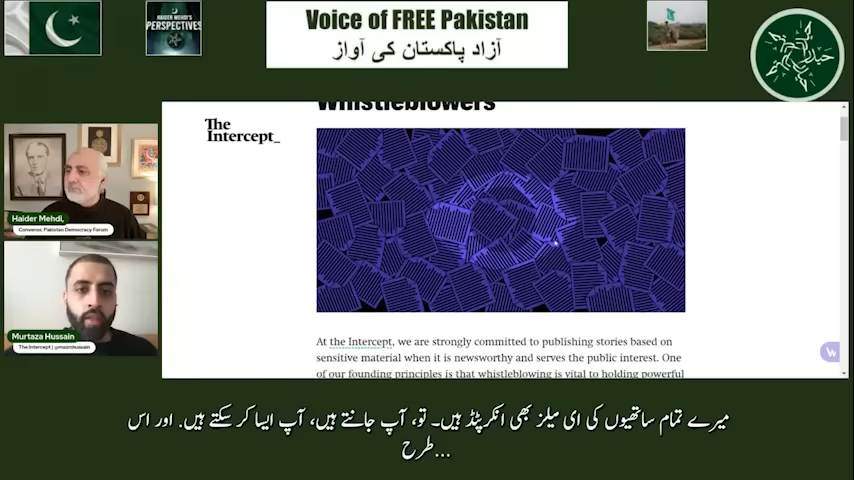 HAIDER MEHDI'S
PERSPECTIVES
Voice of FREE Pakistan
آزاد پاکستان کی آواز
The
Intercept_
Whistleblowers
Haider Mehdi,
Convenor, Pakistan Democracy Forum
Murtaza Hussain
The Intercept | @mazmhussain
At the Intercept, we are strongly committed to publishing stories based on
sensitive material when it is newsworthy and serves the public interest. One
of our founding principles is that whistleblowing is vital to holding powerful
W
میرے تمام ساتھیوں کی ای میلز بھی انکرپٹڈ ہیں۔ تو، آپ جانتے ہیں، آپ ایسا کر سکتے ہیں. اور اس
طرح...